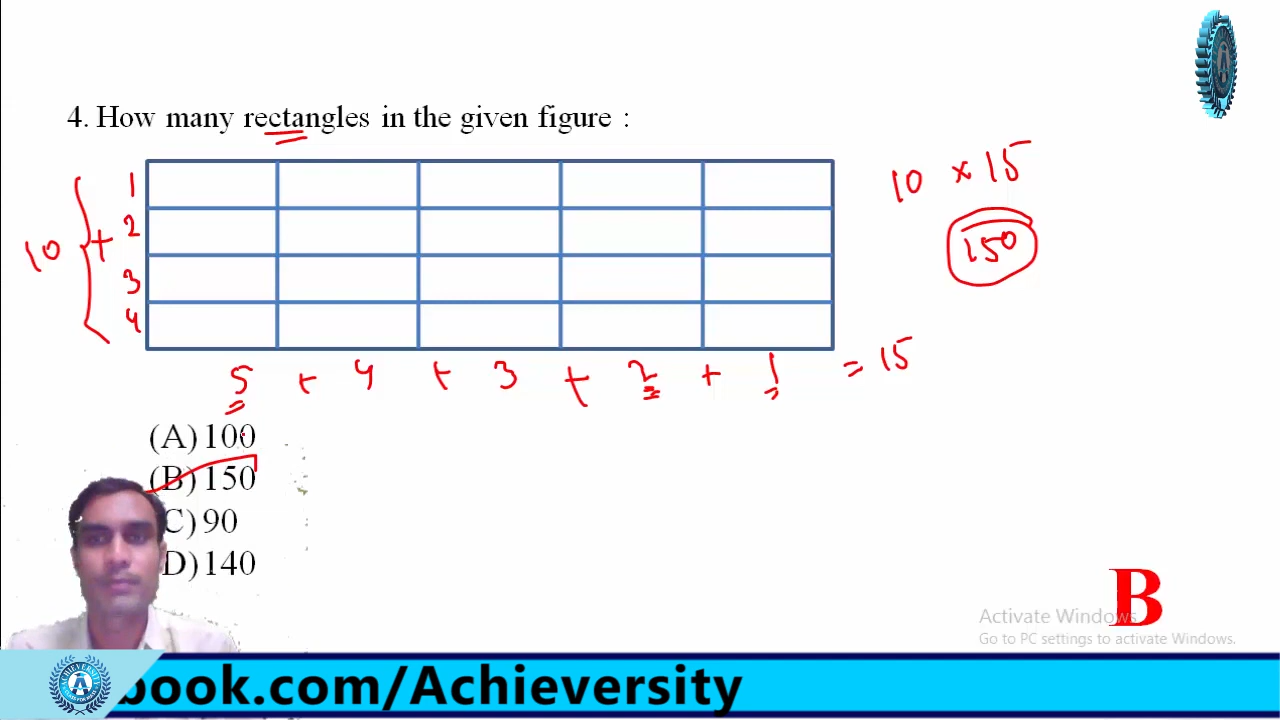 4. How many rectangles in the given figure :
1
10 + 2
3
4
10 × 15
150
5 + 4 + 3 + 2 + 1 = 15
(A) 100
(B) 150
C) 90
D) 140
B
Activate Windows
Go to PC settings to activate Windows.
book.com/Achieversity